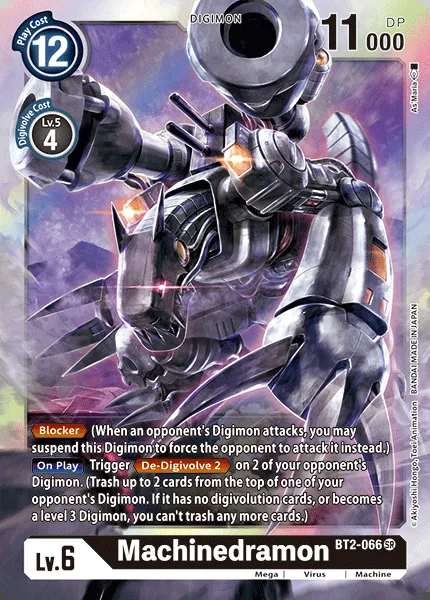 Play Cost
12
DIGIMON
11000
DP
Digivolve Cost
Lv.5
4
As'Maria
Blocker (When an opponent's Digimon attacks, you may
suspend this Digimon to force the opponent to attack it instead.)
On Play Trigger De-Digivolve 2 on 2 of your opponent's
Digimon. (Trash up to 2 cards from the top of one of your
opponent's Digimon. If it has no digivolution cards, or becomes
a level 3 Digimon, you can't trash any more cards.)
©Akiyoshi Hongo, Toei Animation BANDAI MADE IN JAPAN
Lv.6
Machinedramon
BT2-066 SR
Mega | Virus | Machine